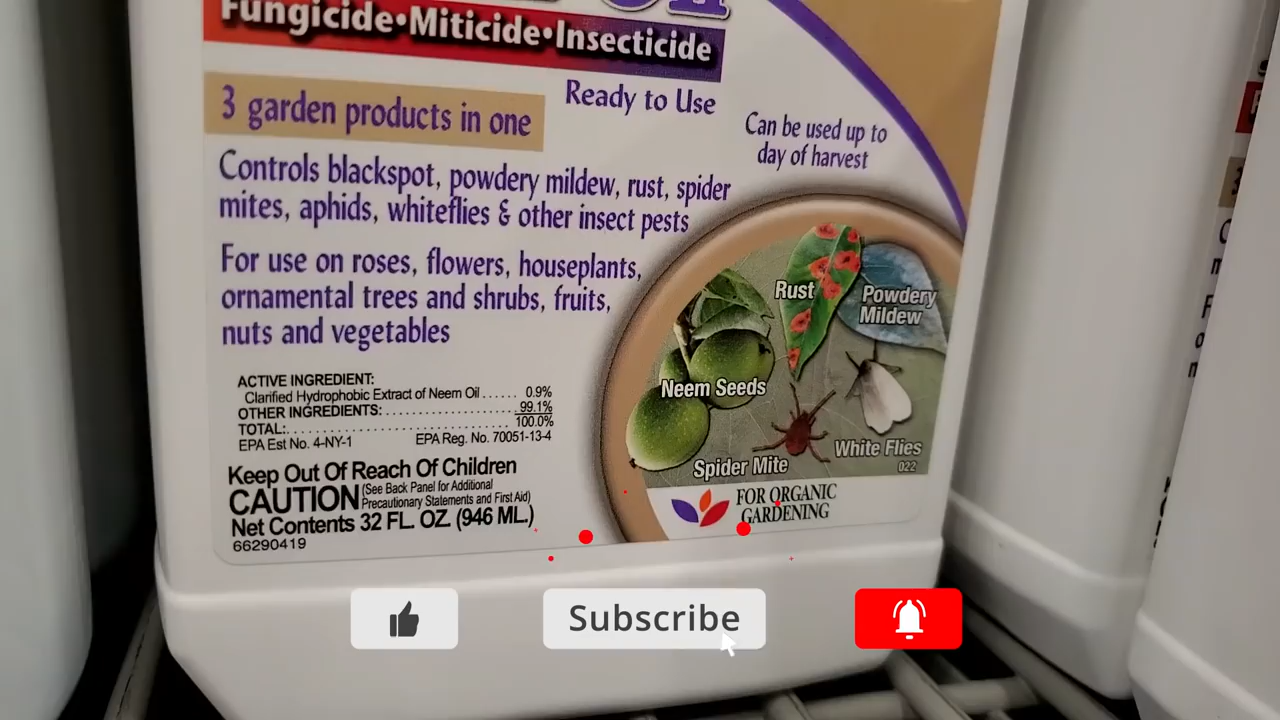 Oil
Fungicide•Miticide•Insecticide
Ready to Use
3 garden products in one
Can be used up to
day of harvest
Controls blackspot, powdery mildew, rust, spider
mites, aphids, whiteflies & other insect pests
For use on roses, flowers, houseplants,
ornamental trees and shrubs, fruits,
nuts and vegetables
Rust
Powdery
Mildew
Neem Seeds
White Flies
Spider Mite
022
ACTIVE INGREDIENT:
Clarified Hydrophobic Extract of Neem Oil ...... 0.9%
OTHER INGREDIENTS: .................... 99.1%
TOTAL:.................................. 100.0%
EPA Est No. 4-NY-1 EPA Reg. No. 70051-13-4
Keep Out Of Reach Of Children
CAUTION (See Back Panel for Additional
Precautionary Statements and First Aid)
Net Contents 32 FL. OZ. (946 ML.)
66290419
FOR ORGANIC
GARDENING
Subscribe